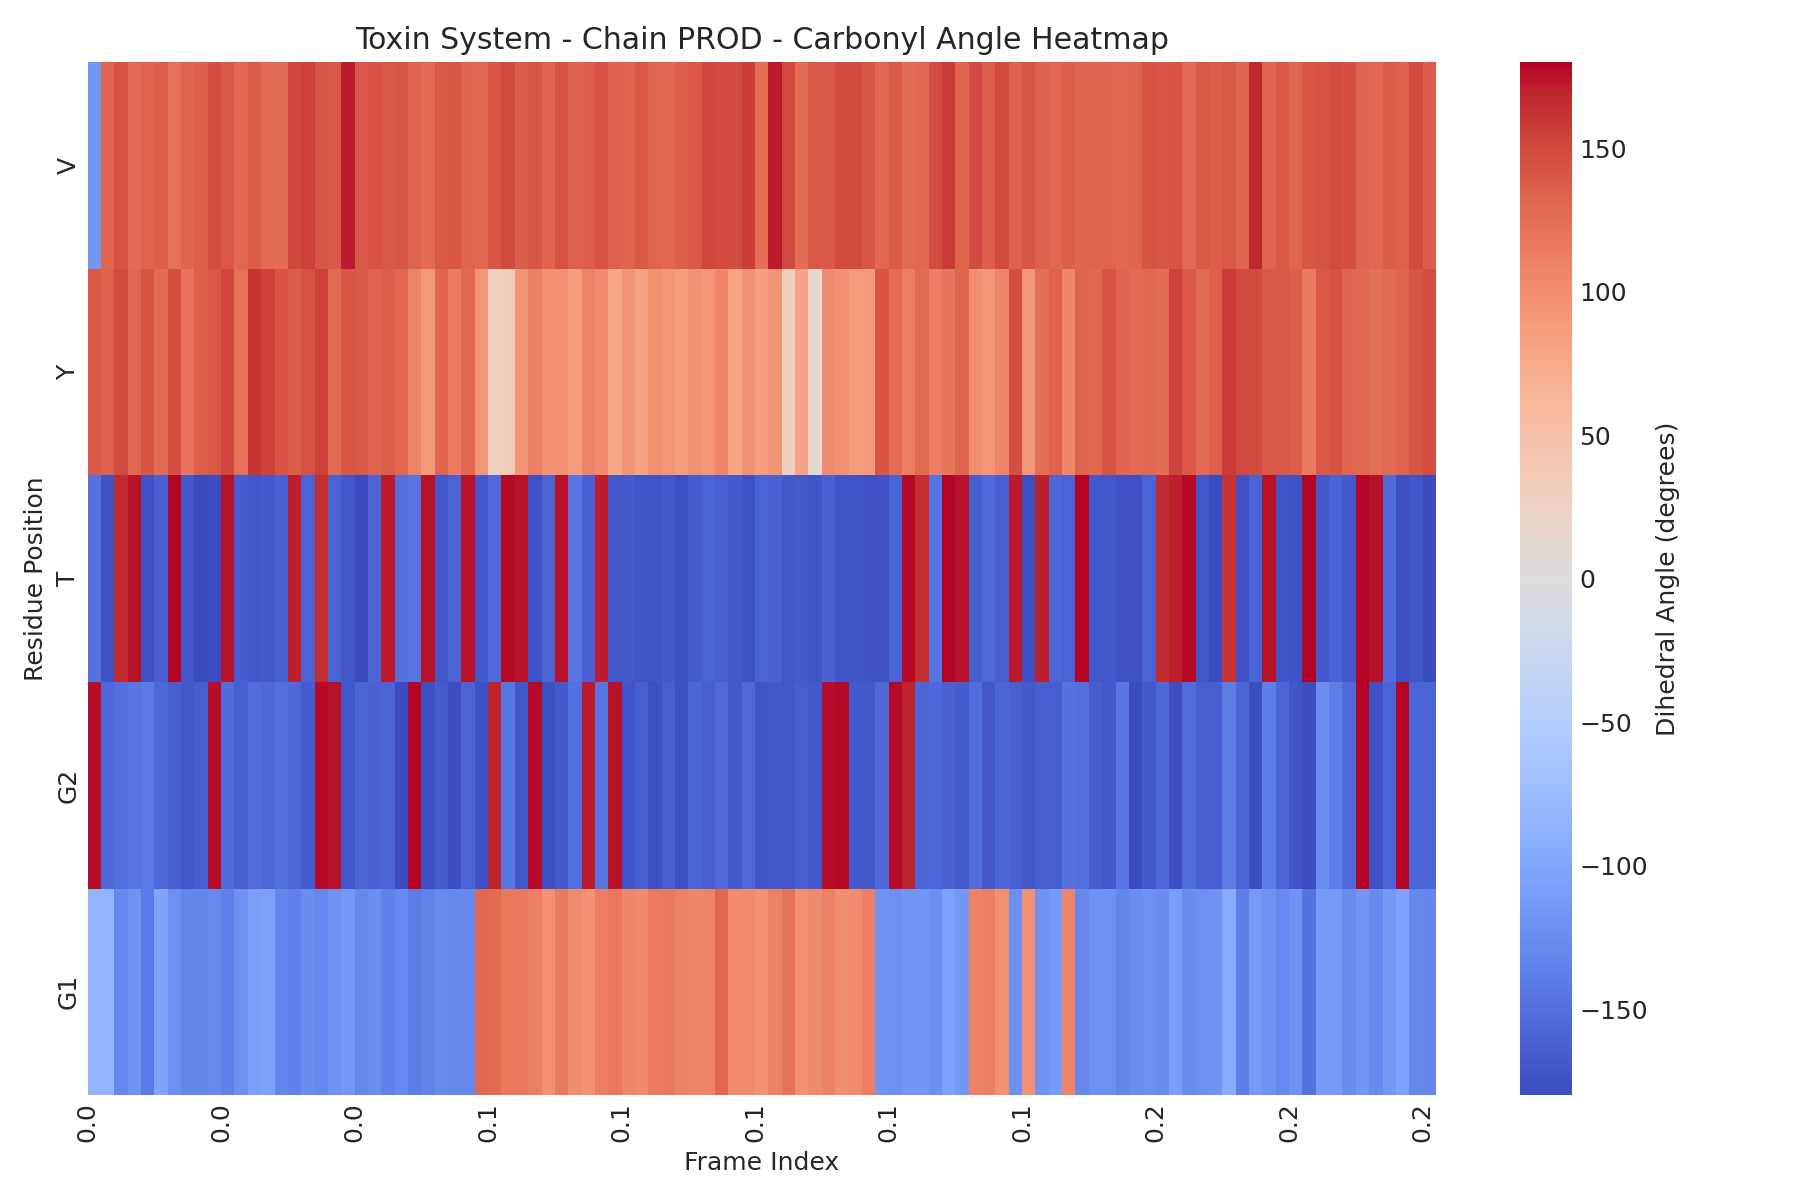 Toxin System - Chain PROD - Carbonyl Angle Heatmap
Residue Position
V
Y
T
G2
G1
0.0
0.0
0.0
0.1
0.1
0.1
0.1
0.1
0.2
0.2
0.2
Frame Index
150
100
50
0
−50
−100
−150
Dihedral Angle (degrees)